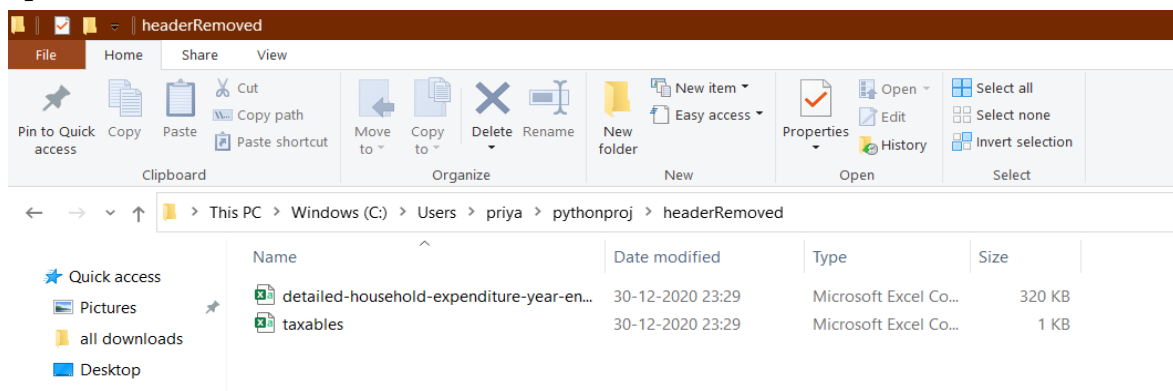 headerRemoved
File Home Share View
Pin to Quick access
Copy
Paste
Cut
Copy path
Paste shortcut
Clipboard
Move to
Copy to
Delete
Rename
Organize
New folder
New item
Easy access
New
Properties
Open
Edit
History
Open
Select all
Select none
Invert selection
Select
This PC > Windows (C:) > Users > priya > pythonproj > headerRemoved
Name Date modified Type Size
Quick access
Pictures
all downloads
Desktop
detailed-household-expenditure-year-en... 30-12-2020 23:29 Microsoft Excel Co... 320 KB
taxables 30-12-2020 23:29 Microsoft Excel Co... 1 KB